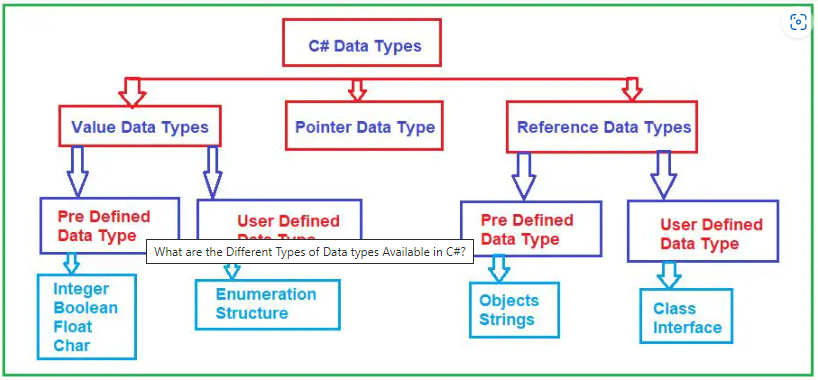 C# Data Types
Value Data Types
Pointer Data Type
Reference Data Types
Pre Defined
Data Type
User Defined
Pre Defined
Data Type
User Defined
Data Type
What are the Different Types of Data types Available in C#?
Integer
Boolean
Float
Char
Enumeration
Structure
Objects
Strings
Class
Interface